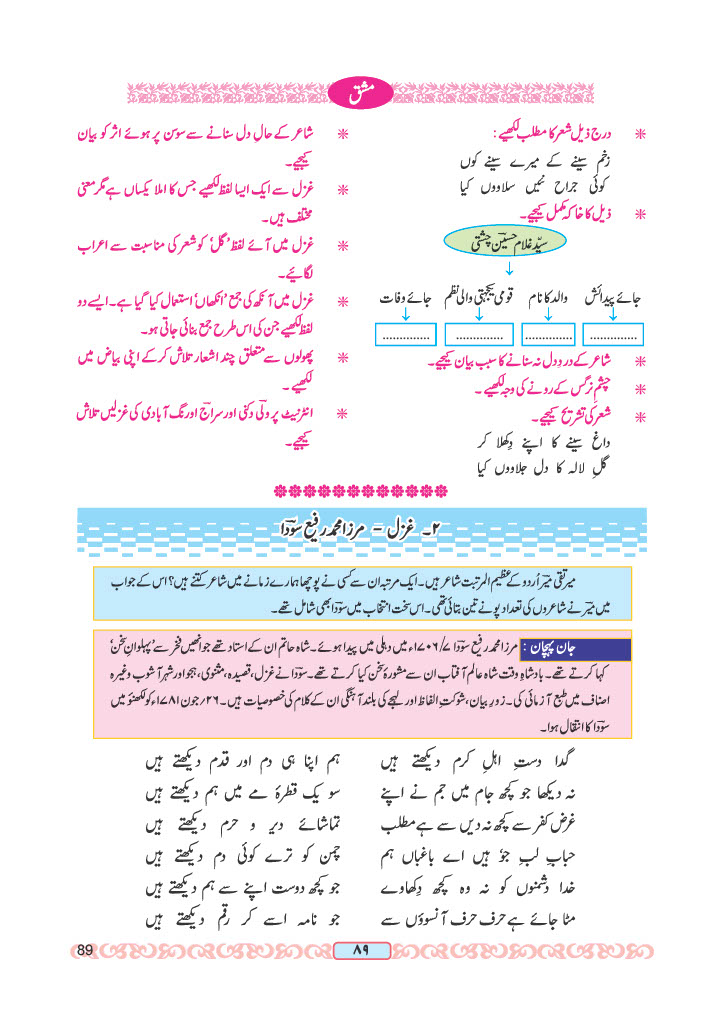 مشق
درج ذیل شعر کا مطلب لکھیے:
زخم سینے کے میرے سینے کوں
کوئی جراح نئیں سلاووں کیا
ذیل کا خاکہ مکمل کیجیے۔
سیّد غلام حسینؔ چشتی
جائے پیدائش
والد کا نام
قومی یکجہتی والی نظم
جائے وفات
..............
..............
..............
..............
شاعر کے درد دل نہ سنانے کا سبب بیان کیجیے۔
چشمِ نرگس کے رونے کی وجہ لکھیے۔
شعر کی تشریح کیجیے۔
داغ سینے کا اپنے دِکھلا کر
گلِ لالہ کا دل جلاووں کیا
شاعر کے حالِ دل سنانے سے سوسن پر ہوئے اثر کو بیان
کیجیے۔
غزل سے ایک ایسا لفظ لکھیے جس کا املا یکساں ہے مگر معنی
مختلف ہیں۔
غزل میں آئے لفظ 'گل' کو شعر کی مناسبت سے اعراب
لگائیے۔
غزل میں آنکھ کی جمع 'انکھاں' استعمال کیا گیا ہے۔ ایسے دو
لفظ لکھیے جن کی اس طرح جمع بنائی جاتی ہو۔
پھولوں سے متعلق چند اشعار تلاش کرکے اپنی بیاض میں
لکھیے۔
انٹرنیٹ پر ولیؔ دکنی اور سراجؔ اورنگ آبادی کی غزلیں تلاش
کیجیے۔
۲۔ غزل - مرزا محمد رفیع سوداؔ
میر تقی میرؔ اُردو کے عظیم المرتبت شاعر ہیں۔ ایک مرتبہ ان سے کسی نے پوچھا ہمارے زمانے میں شاعر کتنے ہیں؟ اس کے جواب
میں میرؔ نے شاعروں کی تعداد پونے تین بتائی تھی۔ اس سخت انتخاب میں سوداؔ بھی شامل تھے۔
جان پہچان : مرزا محمد رفیع سوداؔ ۷/۱۷۰۶ء میں دہلی میں پیدا ہوئے۔ شاہ حاتم ان کے استاد تھے جو انھیں فخر سے 'پہلوانِ سخن'
کہا کرتے تھے۔ بادشاہِ وقت شاہ عالم آفتاب ان سے مشورۂ سخن کیا کرتے تھے۔ سوداؔ نے غزل، قصیدہ، مثنوی، ہجو اور شہر آشوب وغیرہ
اصناف میں طبع آزمائی کی۔ زورِ بیان، شوکتِ الفاظ اور لہجے کی بلند آہنگی ان کے کلام کی خصوصیات ہیں۔ ۲۶؍ جون ۱۷۸۱ء کو لکھنؤ میں
سوداؔ کا انتقال ہوا۔
گدا دستِ اہلِ کرم دیکھتے ہیں ہم اپنا ہی دم اور قدم دیکھتے ہیں
نہ دیکھا جو کچھ جام میں جم نے اپنے سو یک قطرۂ مے میں ہم دیکھتے ہیں
غرض کفر سے کچھ نہ دیں سے ہے مطلب تماشائے دیر و حرم دیکھتے ہیں
حبابِ لبِ جوٗ ہیں اے باغباں ہم چمن کو ترے کوئی دم دیکھتے ہیں
خدا دشمنوں کو نہ وہ کچھ دِکھاوے جو کچھ دوست اپنے سے ہم دیکھتے ہیں
مٹا جائے ہے حرف حرف آنسوؤں سے جو نامہ اسے کر رقم دیکھتے ہیں
89
۸۹